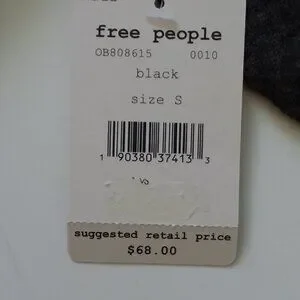 free people
OB808615 0010
black
size S
1 90380 37413 3
suggested retail price
$68.00